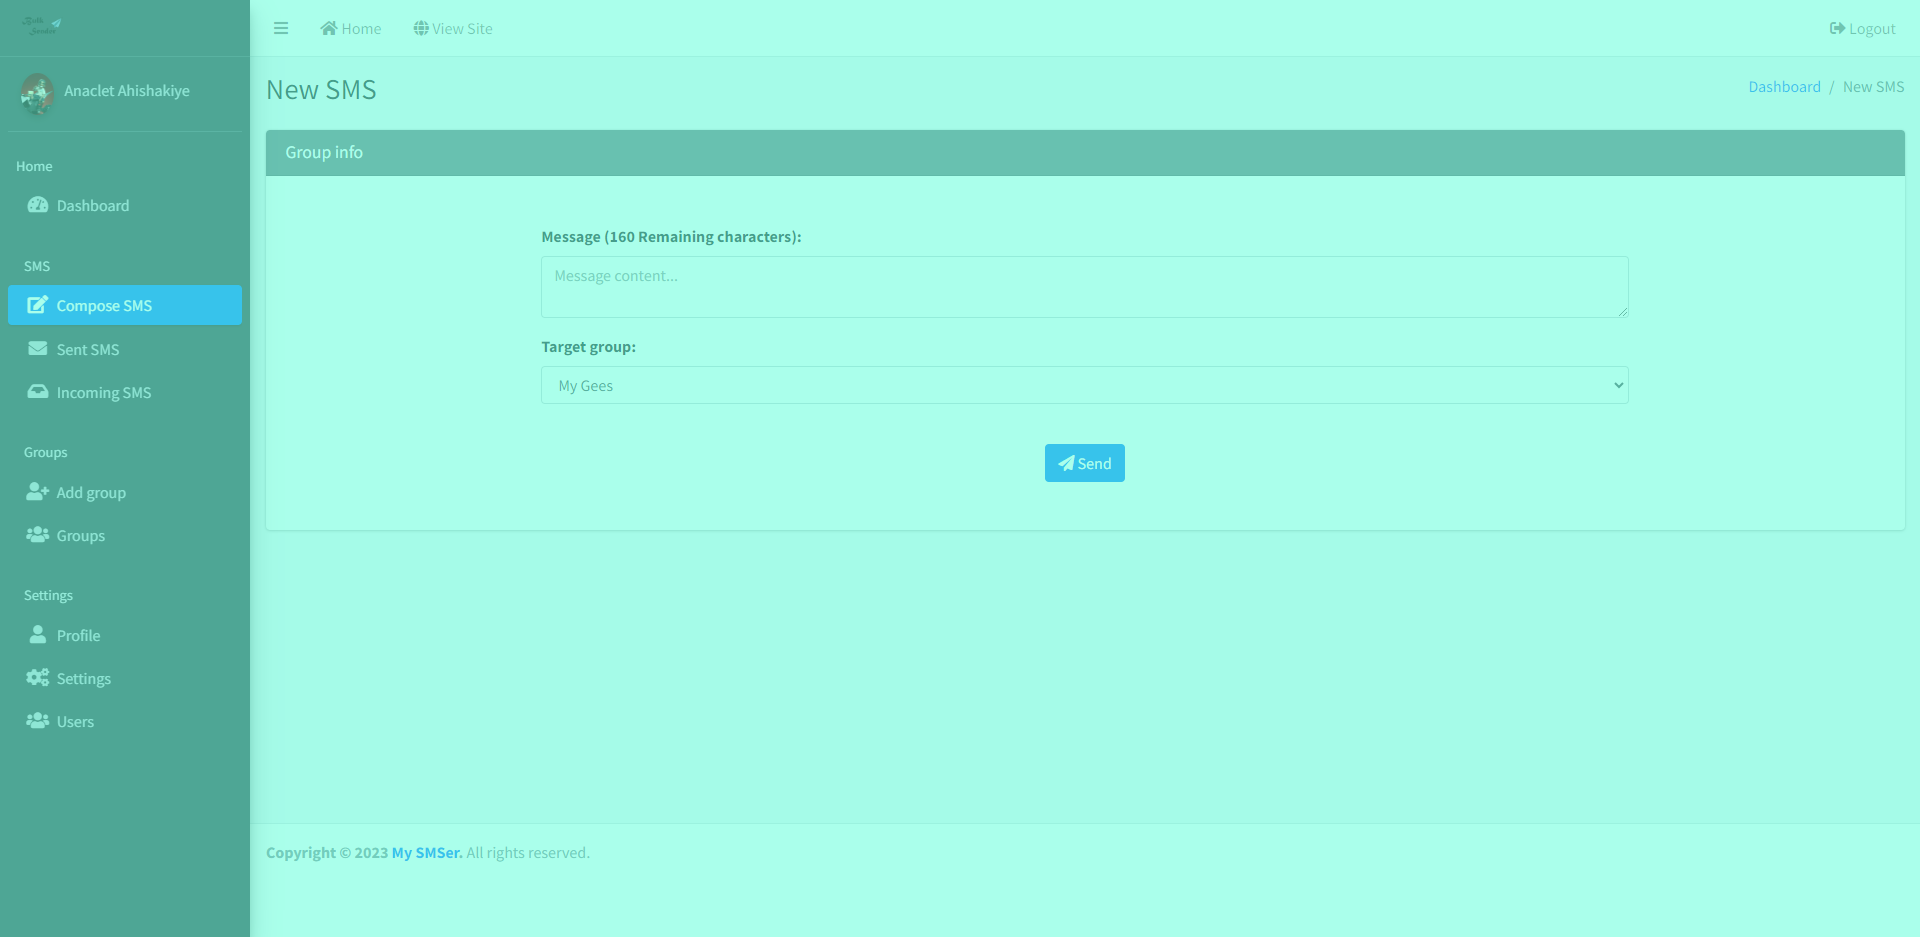 Home
View Site
Logout
Anaclet Ahishakiye
Home
Dashboard
SMS
Compose SMS
Sent SMS
Incoming SMS
Groups
Add group
Groups
Settings
Profile
Settings
Users
New SMS
Dashboard / New SMS
Group info
Message (160 Remaining characters):
Message content...
Target group:
My Gees
Send
Copyright © 2023 My SMSer. All rights reserved.